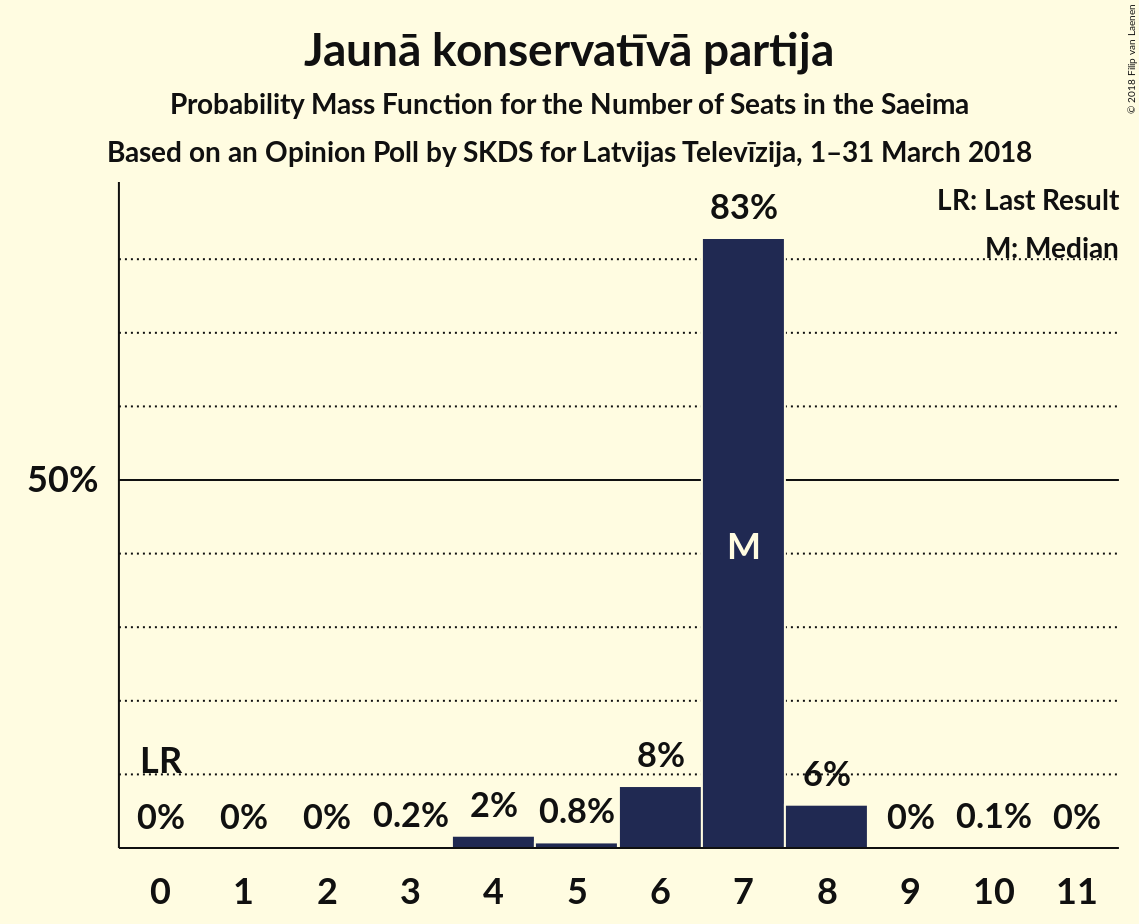 Jaunā konservatīvā partija
Probability Mass Function for the Number of Seats in the Saeima
Based on an Opinion Poll by SKDS for Latvijas Televīzija, 1–31 March 2018
© 2018 Filip van Laenen
LR: Last Result
M: Median
83%
50%
M
LR
8%
6%
0% 0% 0% 0.2% 2% 0.8% 0% 0.1% 0%
0 1 2 3 4 5 6 7 8 9 10 11